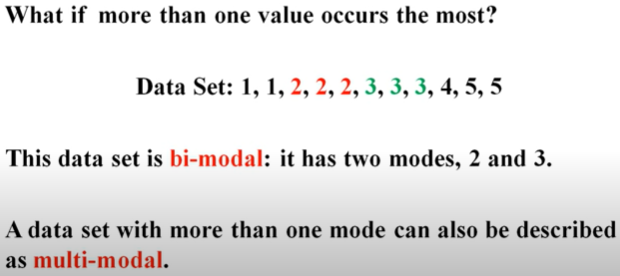 What if more than one value occurs the most?
Data Set: 1, 1, 2, 2, 2, 3, 3, 3, 4, 5, 5
This data set is bi-modal: it has two modes, 2 and 3.
A data set with more than one mode can also be described
as multi-modal.